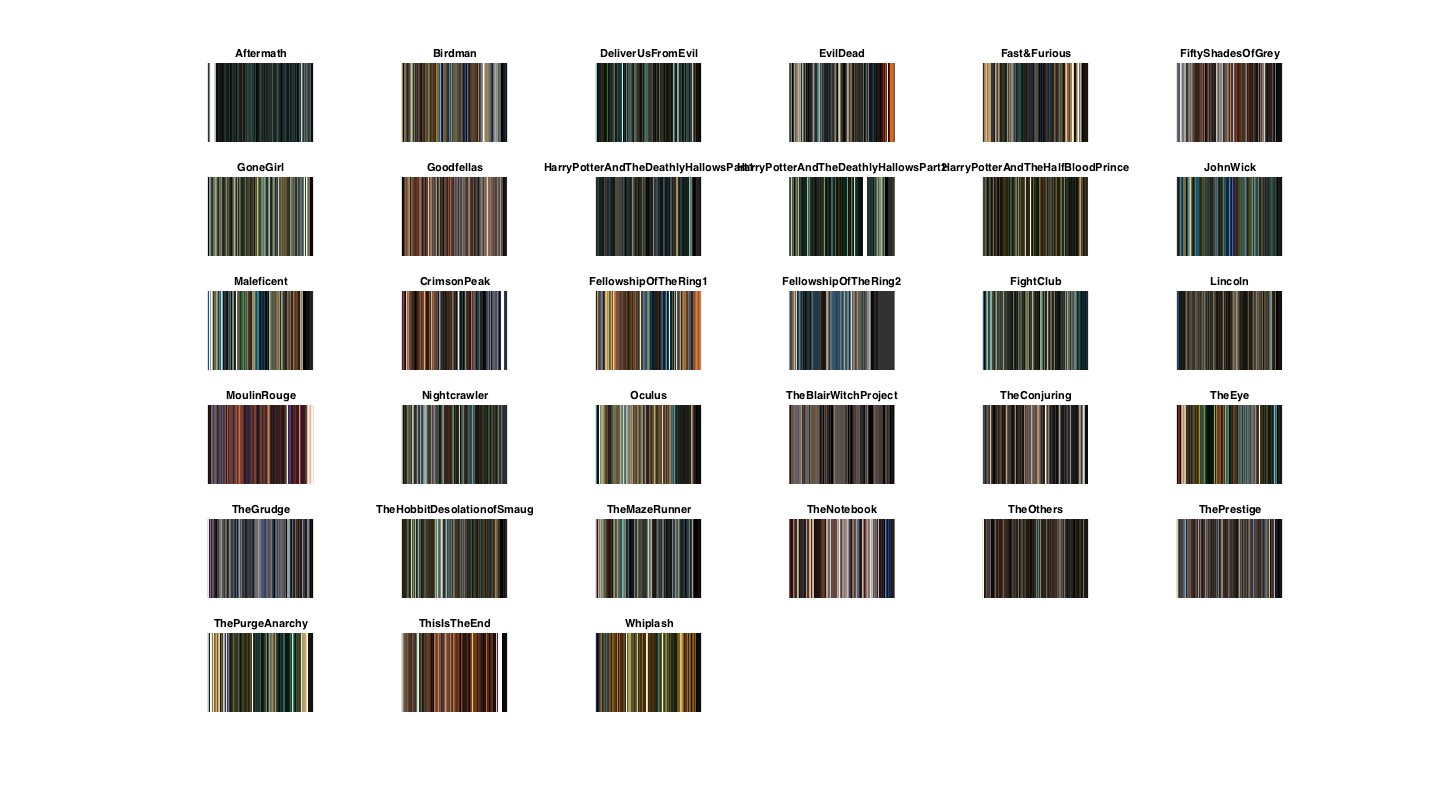 Aftermath Birdman DeliverUsFromEvil EvilDead Fast&Furious FiftyShadesOfGrey
GoneGirl Goodfellas HarryPotterAndTheDeathlyHallowsPart1 HarryPotterAndTheDeathlyHallowsPart2 HarryPotterAndTheHalfBloodPrince JohnWick
Maleficent CrimsonPeak FellowshipOfTheRing1 FellowshipOfTheRing2 FightClub Lincoln
MoulinRouge Nightcrawler Oculus TheBlairWitchProject TheConjuring TheEye
TheGrudge TheHobbitDesolationofSmaug TheMazeRunner TheNotebook TheOthers ThePrestige
ThePurgeAnarchy ThisIsTheEnd Whiplash